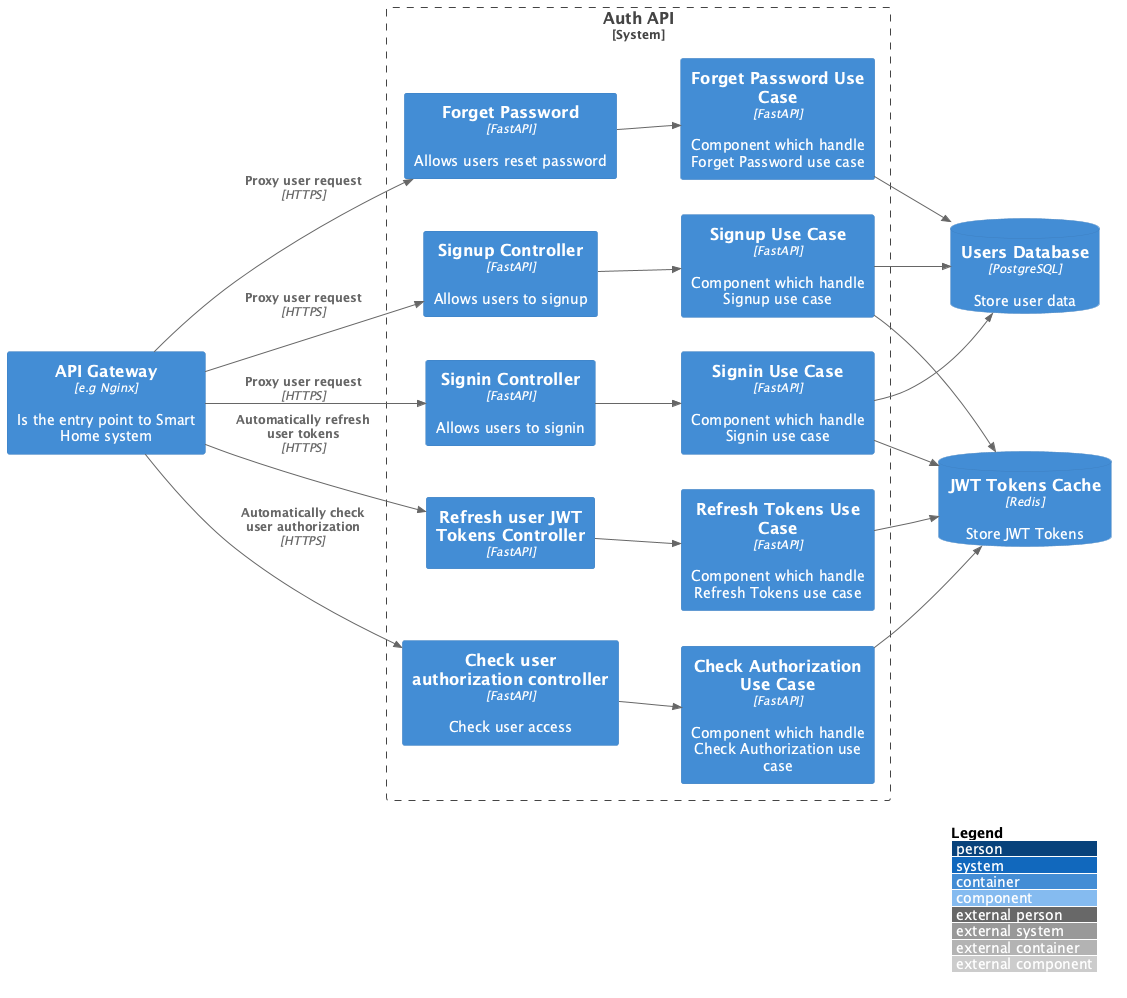 Auth API
[System]
Forget Password
[FastAPI]
Allows users reset password
Forget Password Use
Case
[FastAPI]
Component which handle
Forget Password use case
Proxy user request
[HTTPS]
Signup Controller
[FastAPI]
Allows users to signup
Signup Use Case
[FastAPI]
Component which handle
Signup use case
Users Database
[PostgreSQL]
Store user data
Proxy user request
[HTTPS]
API Gateway
[e.g Nginx]
Is the entry point to Smart
Home system
Proxy user request
[HTTPS]
Signin Controller
[FastAPI]
Allows users to signin
Signin Use Case
[FastAPI]
Component which handle
Signin use case
Automatically refresh
user tokens
[HTTPS]
JWT Tokens Cache
[Redis]
Store JWT Tokens
Refresh user JWT
Tokens Controller
[FastAPI]
Refresh Tokens Use
Case
[FastAPI]
Component which handle
Refresh Tokens use case
Automatically check
user authorization
[HTTPS]
Check user
authorization controller
[FastAPI]
Check user access
Check Authorization
Use Case
[FastAPI]
Component which handle
Check Authorization use
case
Legend
person
system
container
component
external person
external system
external container
external component